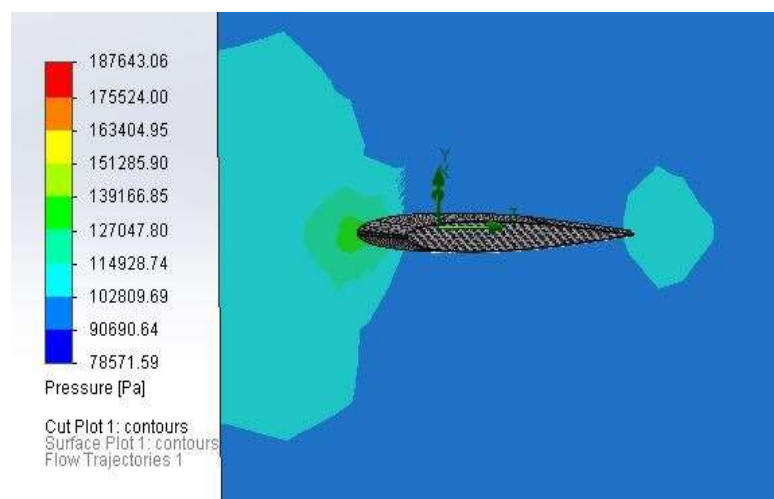 187643.06
175524.00
163404.95
151285.90
139166.85
127047.80
114928.74
102809.69
90690.64
78571.59
Pressure [Pa]
Cut Plot 1: contours
Surface Plot 1: contours
Flow Trajectories 1
Y